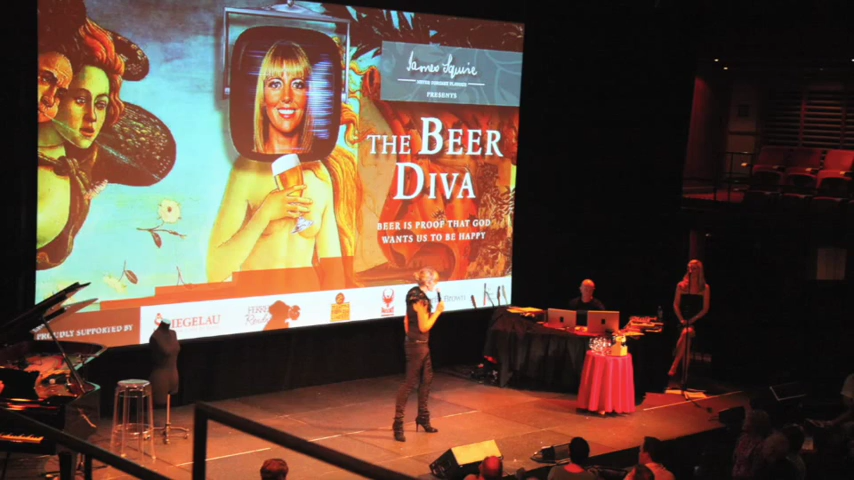 James Squire
PRESENTS
THE BEER
DIVA
BEER IS PROOF THAT GOD
WANTS US TO BE HAPPY
PROUDLY SUPPORTED BY
SPIEGELAU